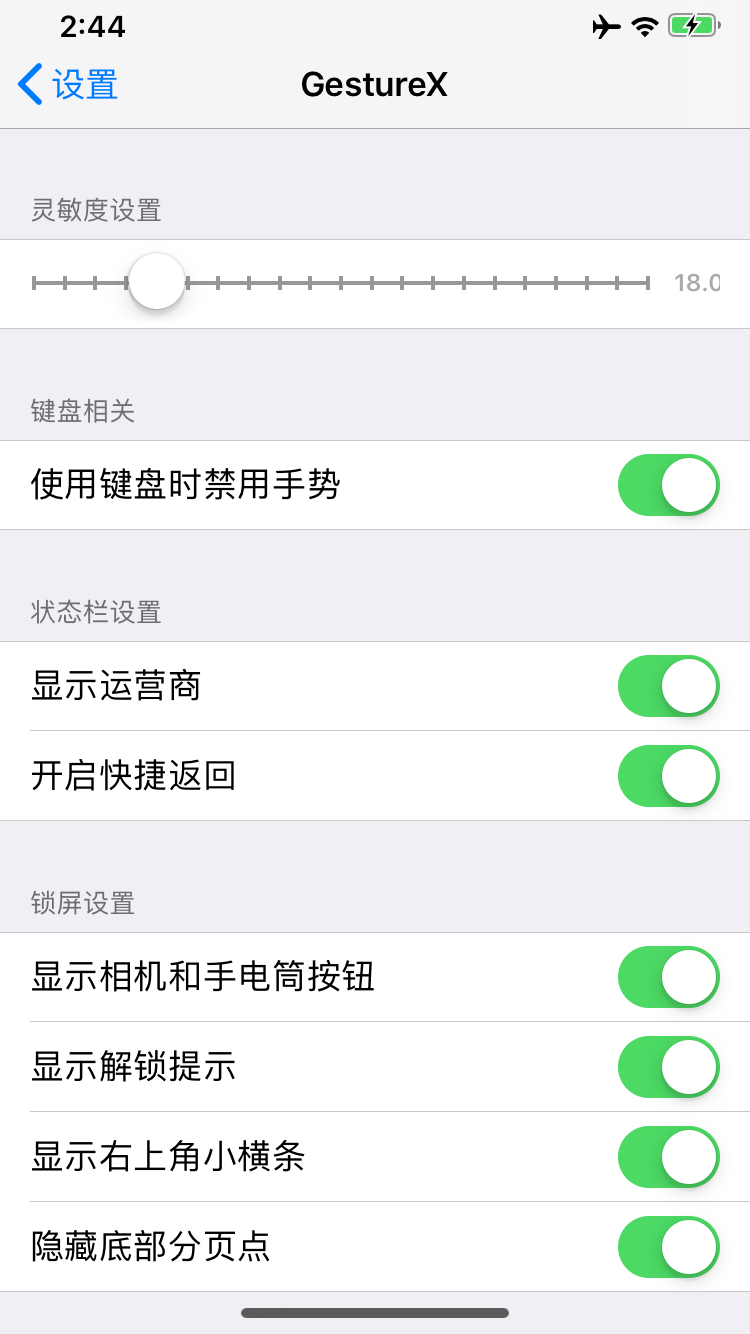 2:44
设置
GestureX
灵敏度设置
18.0
键盘相关
使用键盘时禁用手势
状态栏设置
显示运营商
开启快捷返回
锁屏设置
显示相机和手电筒按钮
显示解锁提示
显示右上角小横条
隐藏底部分页点